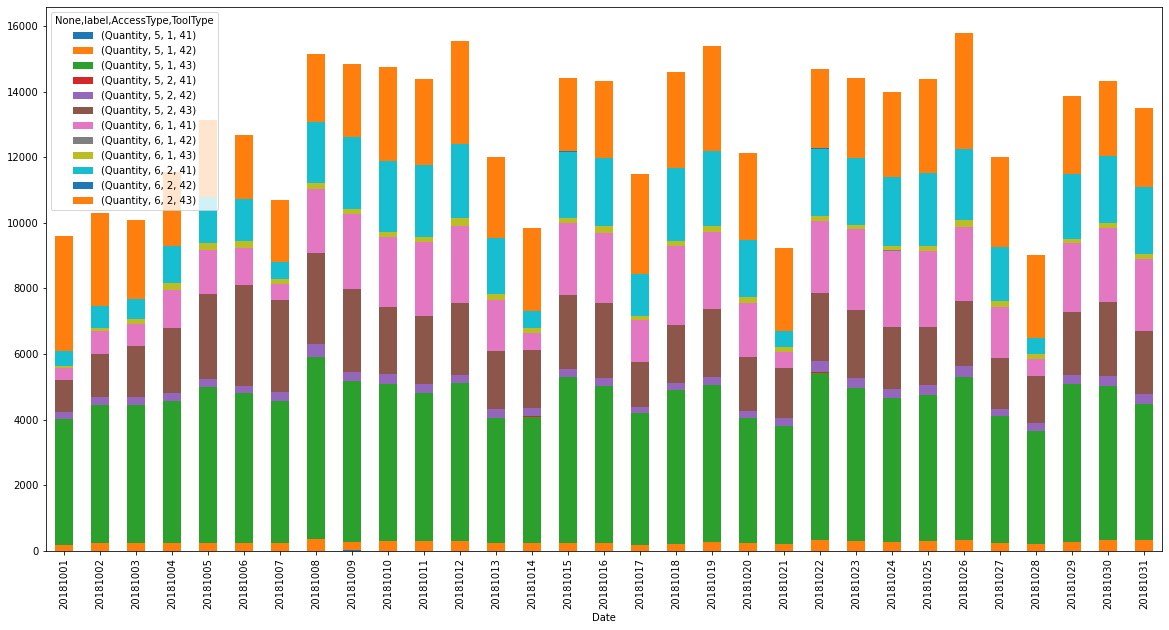 None,label,AccessType,ToolType
(Quantity, 5, 1, 41)
(Quantity, 5, 1, 42)
(Quantity, 5, 1, 43)
(Quantity, 5, 2, 41)
(Quantity, 5, 2, 42)
(Quantity, 5, 2, 43)
(Quantity, 6, 1, 41)
(Quantity, 6, 1, 42)
(Quantity, 6, 1, 43)
(Quantity, 6, 2, 41)
(Quantity, 6, 2, 42)
(Quantity, 6, 2, 43)
16000
14000
12000
10000
8000
6000
4000
2000
0
20181001
20181002
20181003
20181004
20181005
20181006
20181007
20181008
20181009
20181010
20181011
20181012
20181013
20181014
20181015
20181016
20181017
20181018
20181019
20181020
20181021
20181022
20181023
20181024
20181025
20181026
20181027
20181028
20181029
20181030
20181031
Date